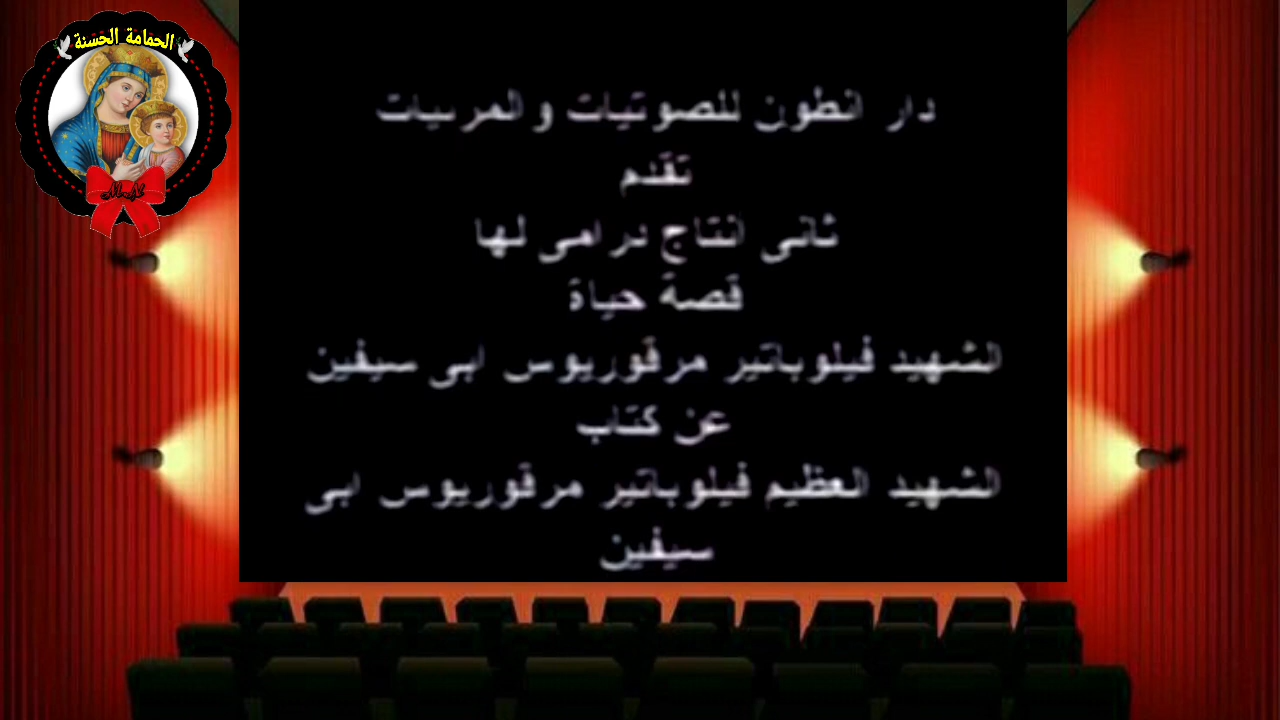 الحمامة الحسنة
دار انطون للصوتيات و المرىيات
تقدم
ثانى انتاج درامى لها
قصة حياة
الشهيد فيلوباتير مرقوريوس ابى سيفين
عن كتاب
الشهيد العظيم فيلوباتير مرقوريوس ابى
سيفين